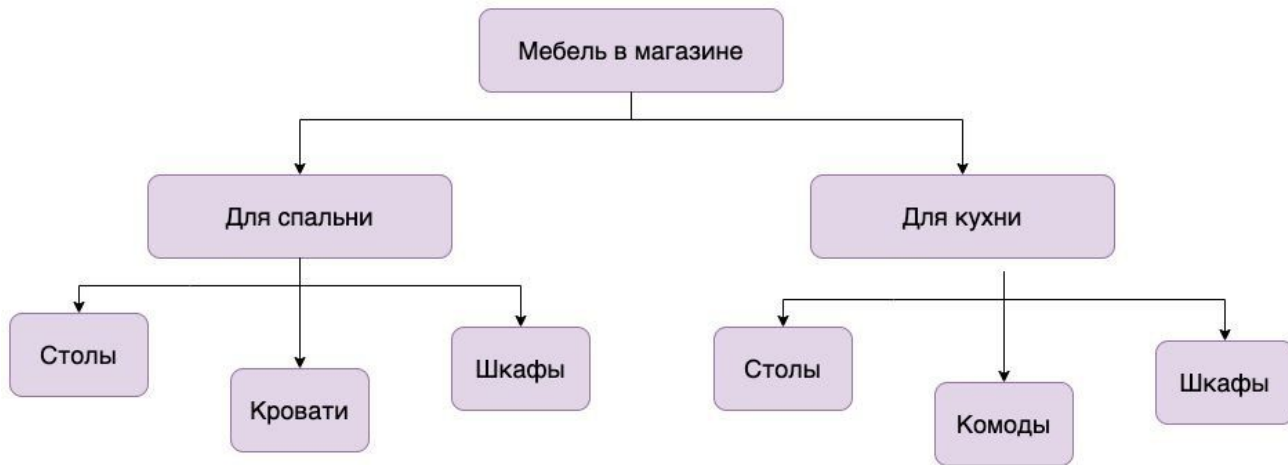 Мебель в магазине
Для спальни
Для кухни
Столы
Кровати
Шкафы
Столы
Комоды
Шкафы